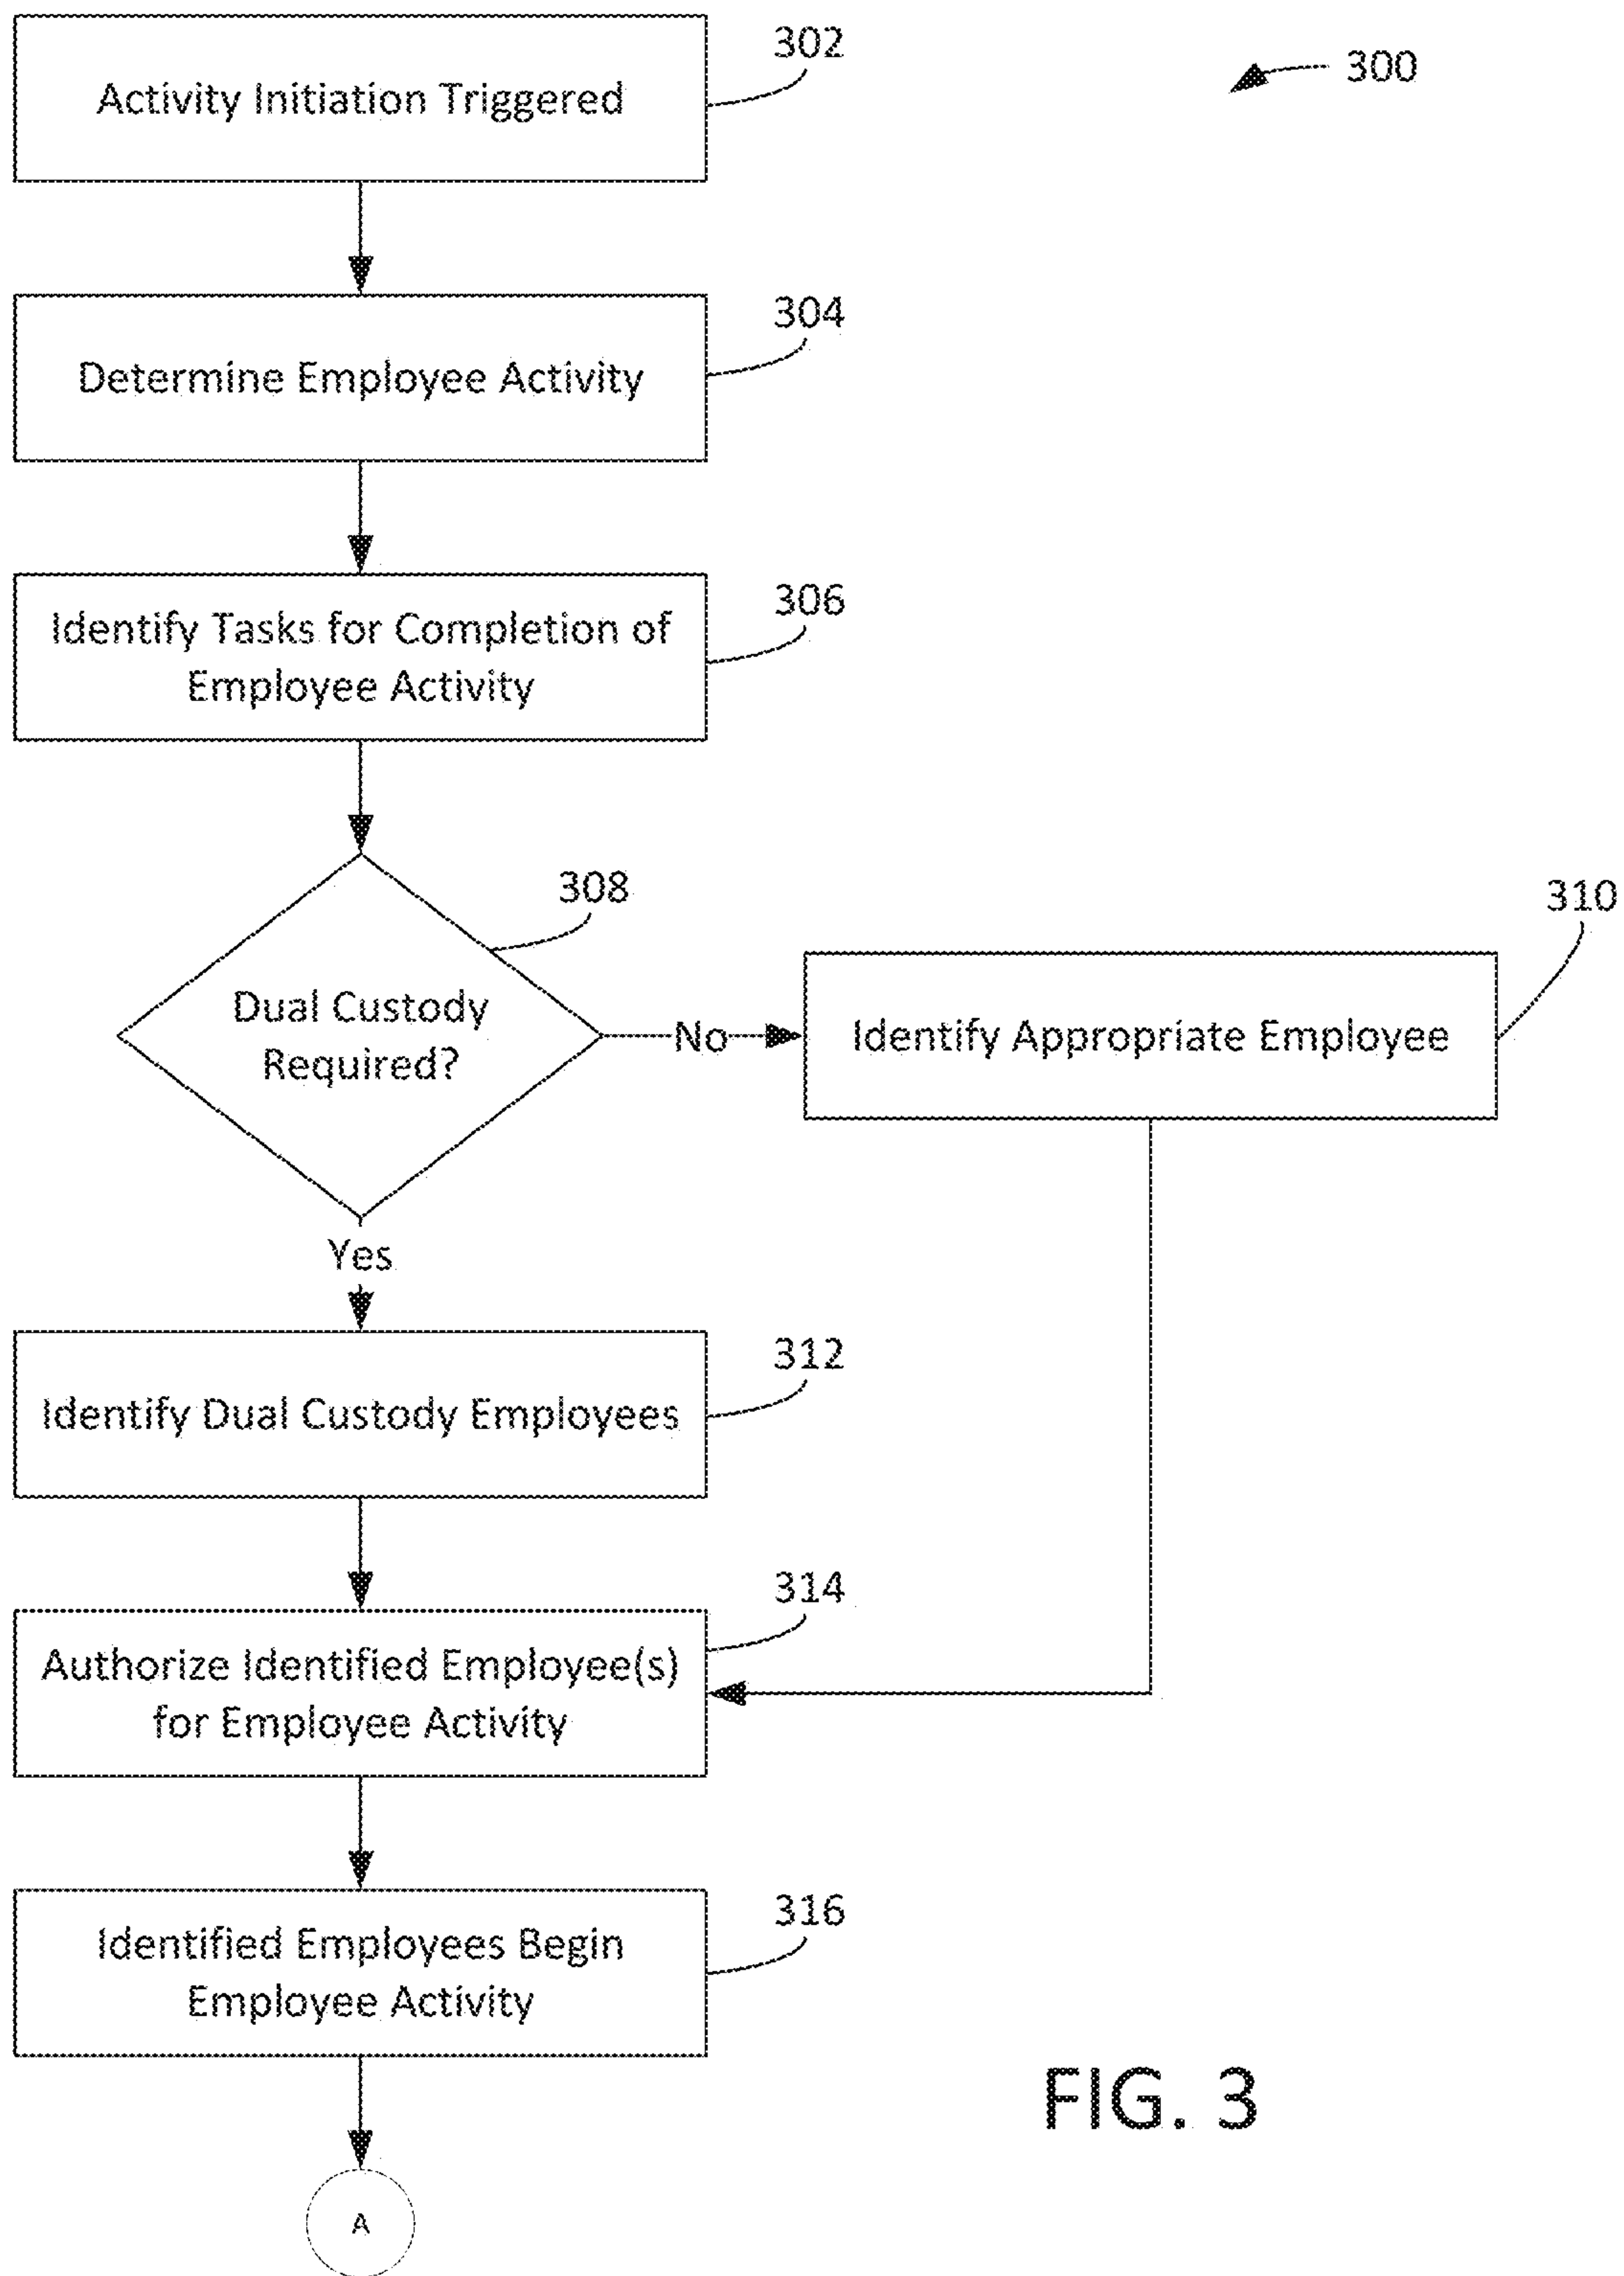 302
300
Activity Initiation Triggered
304
Determine Employee Activity
306
Identify Tasks for Completion of
Employee Activity
308
310
Dual Custody
Required?
No
Identify Appropriate Employee
Yes
312
Identify Dual Custody Employees
314
Authorize Identified Employee(s)
for Employee Activity
316
Identified Employees Begin
Employee Activity
FIG. 3
A